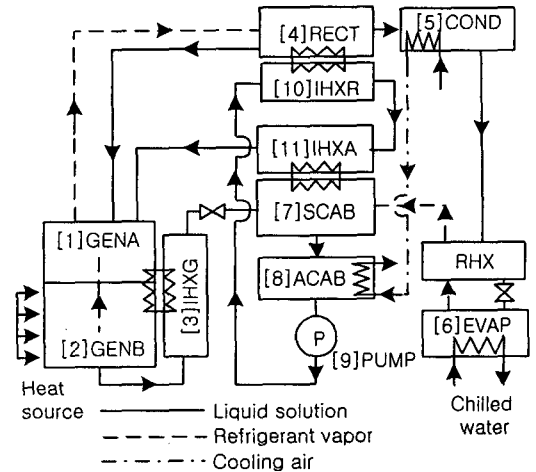 [4]RECT
[5]COND
[10]IHXR
[11]IHXA
[7]SCAB
[1]GENA
[3]IHXG
[8]ACAB
RHX
[2]GENB
P
[6]EVAP
[9]PUMP
Heat
source
Chilled
water
Liquid solution
Refrigerant vapor
Cooling air